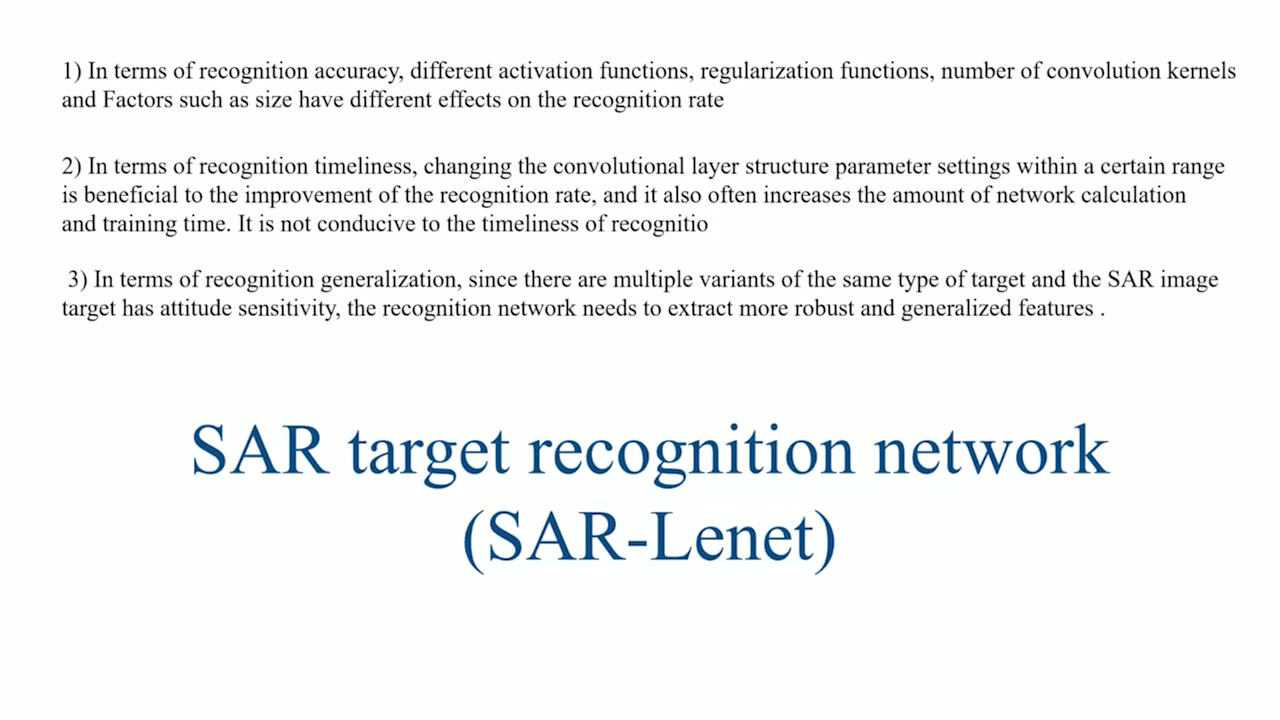 1) In terms of recognition accuracy, different activation functions, regularization functions, number of convolution kernels
and Factors such as size have different effects on the recognition rate
2) In terms of recognition timeliness, changing the convolutional layer structure parameter settings within a certain range
is beneficial to the improvement of the recognition rate, and it also often increases the amount of network calculation
and training time. It is not conducive to the timeliness of recognitio
3) In terms of recognition generalization, since there are multiple variants of the same type of target and the SAR image
target has attitude sensitivity, the recognition network needs to extract more robust and generalized features .
SAR target recognition network
(SAR-Lenet)